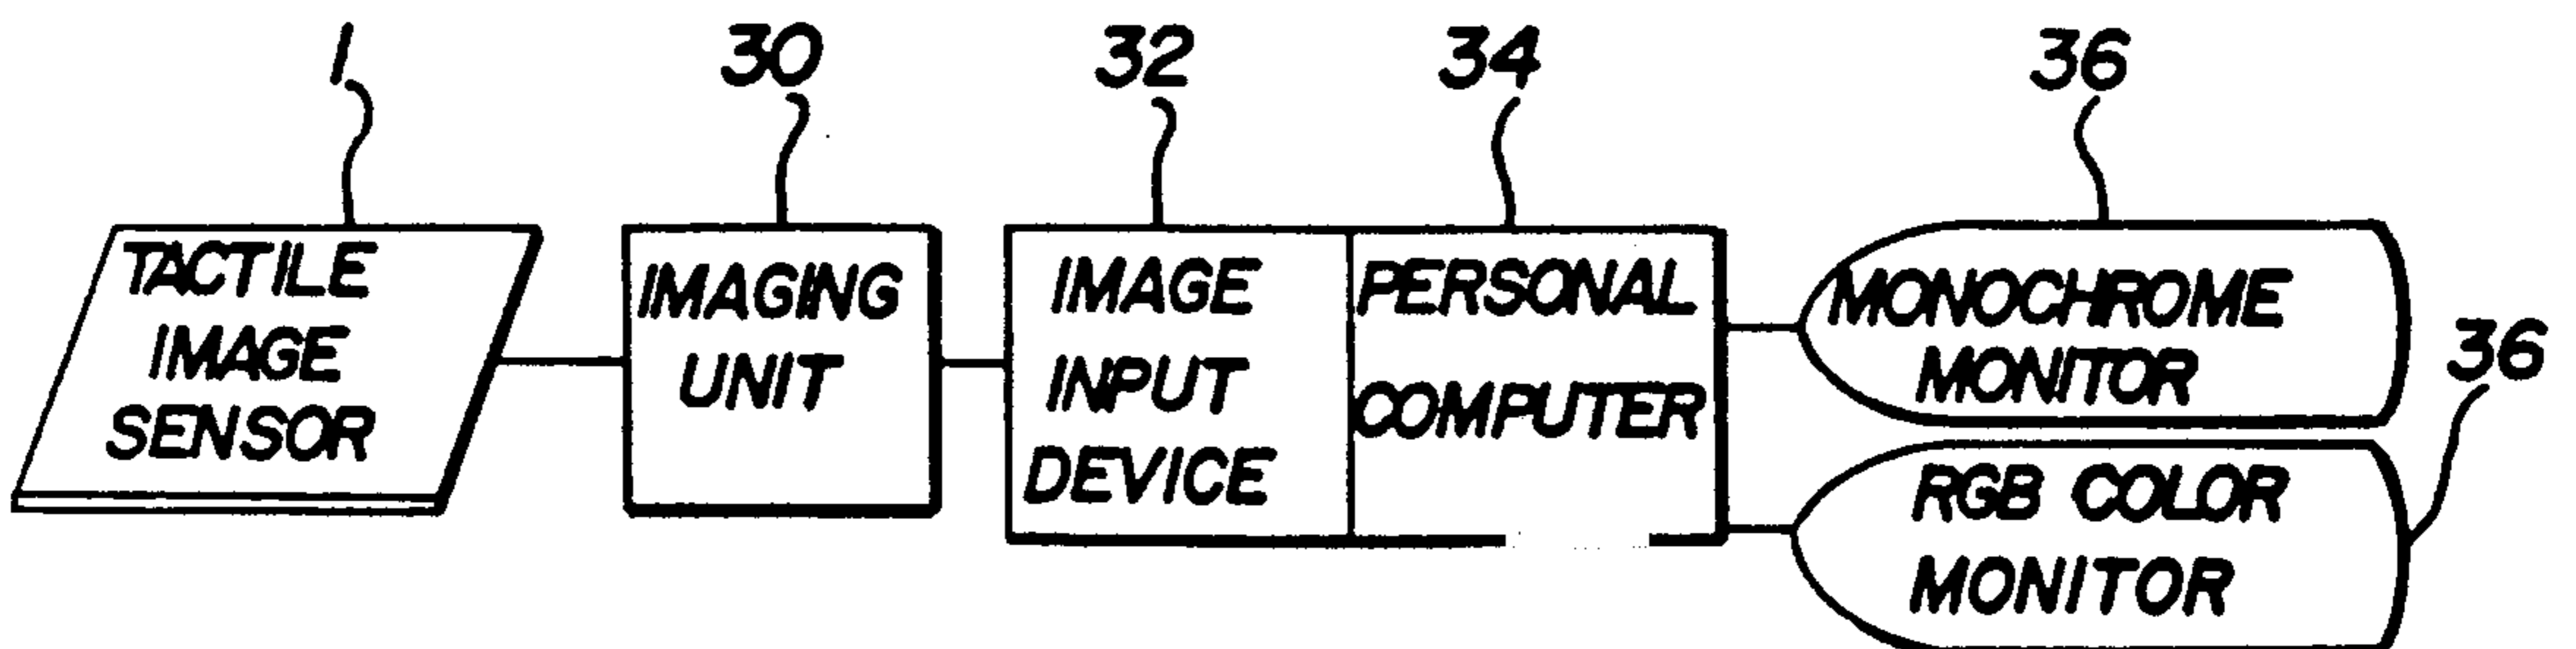 1
30
32
34
36
TACTILE
IMAGE
SENSOR
IMAGING
UNIT
IMAGE
INPUT
DEVICE
PERSONAL
COMPUTER
MONOCHROME
MONITOR
36
RGB COLOR
MONITOR